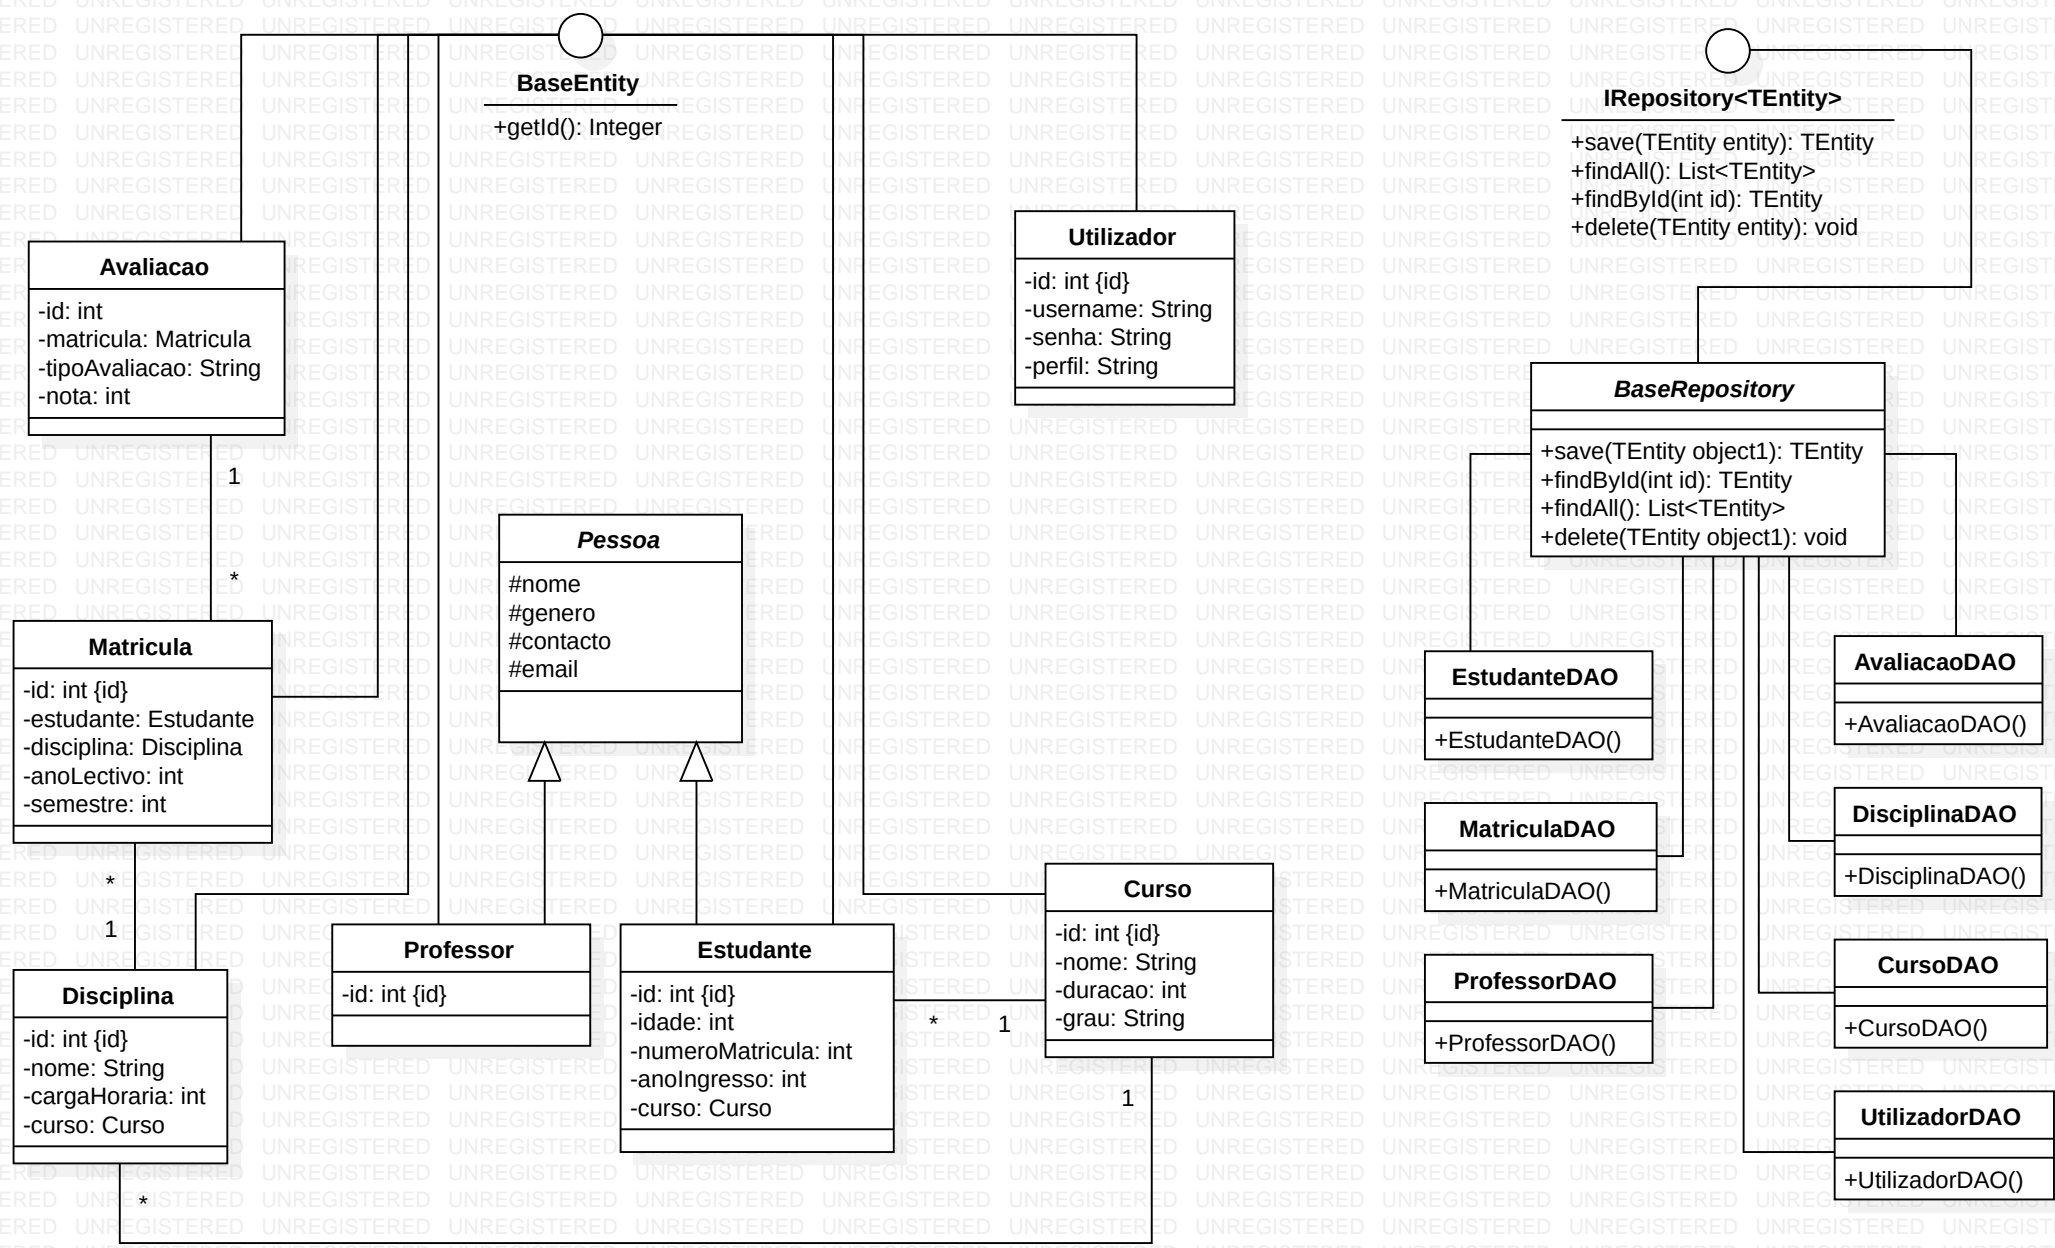 BaseEntity
+getId(): Integer
IRepository<TEntity>
+save(TEntity entity): TEntity
+findAll(): List<TEntity>
+findById(int id): TEntity
+delete(TEntity entity): void
Avaliacao
-id: int
-matricula: Matricula
-tipoAvaliacao: String
-nota: int
Utilizador
-id: int {id}
-username: String
-senha: String
-perfil: String
BaseRepository
+save(TEntity object1): TEntity
+findById(int id): TEntity
+findAll(): List<TEntity>
+delete(TEntity object1): void
1
*
Pessoa
#nome
#genero
#contacto
#email
Matricula
-id: int {id}
-estudante: Estudante
-disciplina: Disciplina
-anoLectivo: int
-semestre: int
*
1
EstudanteDAO
+EstudanteDAO()
AvaliacaoDAO
+AvaliacaoDAO()
MatriculaDAO
+MatriculaDAO()
DisciplinaDAO
+DisciplinaDAO()
Disciplina
-id: int {id}
-nome: String
-cargaHoraria: int
-curso: Curso
*
Professor
-id: int {id}
Estudante
-id: int {id}
-idade: int
-numeroMatricula: int
-anoIngresso: int
-curso: Curso
*
1
Curso
-id: int {id}
-nome: String
-duracao: int
-grau: String
1
ProfessorDAO
+ProfessorDAO()
CursoDAO
+CursoDAO()
UtilizadorDAO
+UtilizadorDAO()
UNREGISTERED